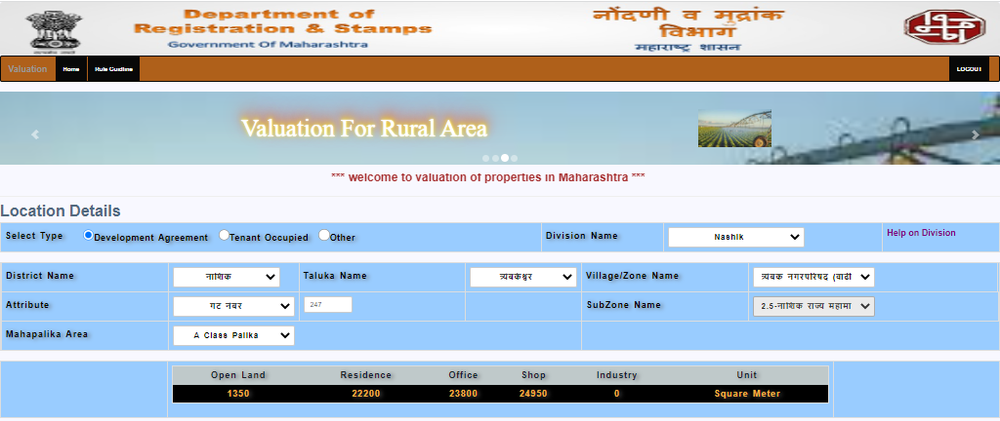 Department of
Registration & Stamps
Government Of Maharashtra
नोंदणी व मुद्रांक
विभाग
महाराष्ट्र शासन
Valuation Home Rule Guidline LOGOUT
Valuation For Rural Area
*** Welcome to valuation of properties in Maharashtra ***
Location Details
Select Type Development Agreement Tenant Occupied Other Division Name Nashik Help on Division
District Name नाशिक Taluka Name त्र्यंबकेश्वर Village/Zone Name त्र्यंबक नगरपरिषद (वाढी
Attribute गट नंबर 247 SubZone Name 2.5-नाशिक राज्य महामा
Mahapalika Area A Class Palika
Open Land Residence Office Shop Industry Unit
1350 22200 23800 24950 0 Square Meter